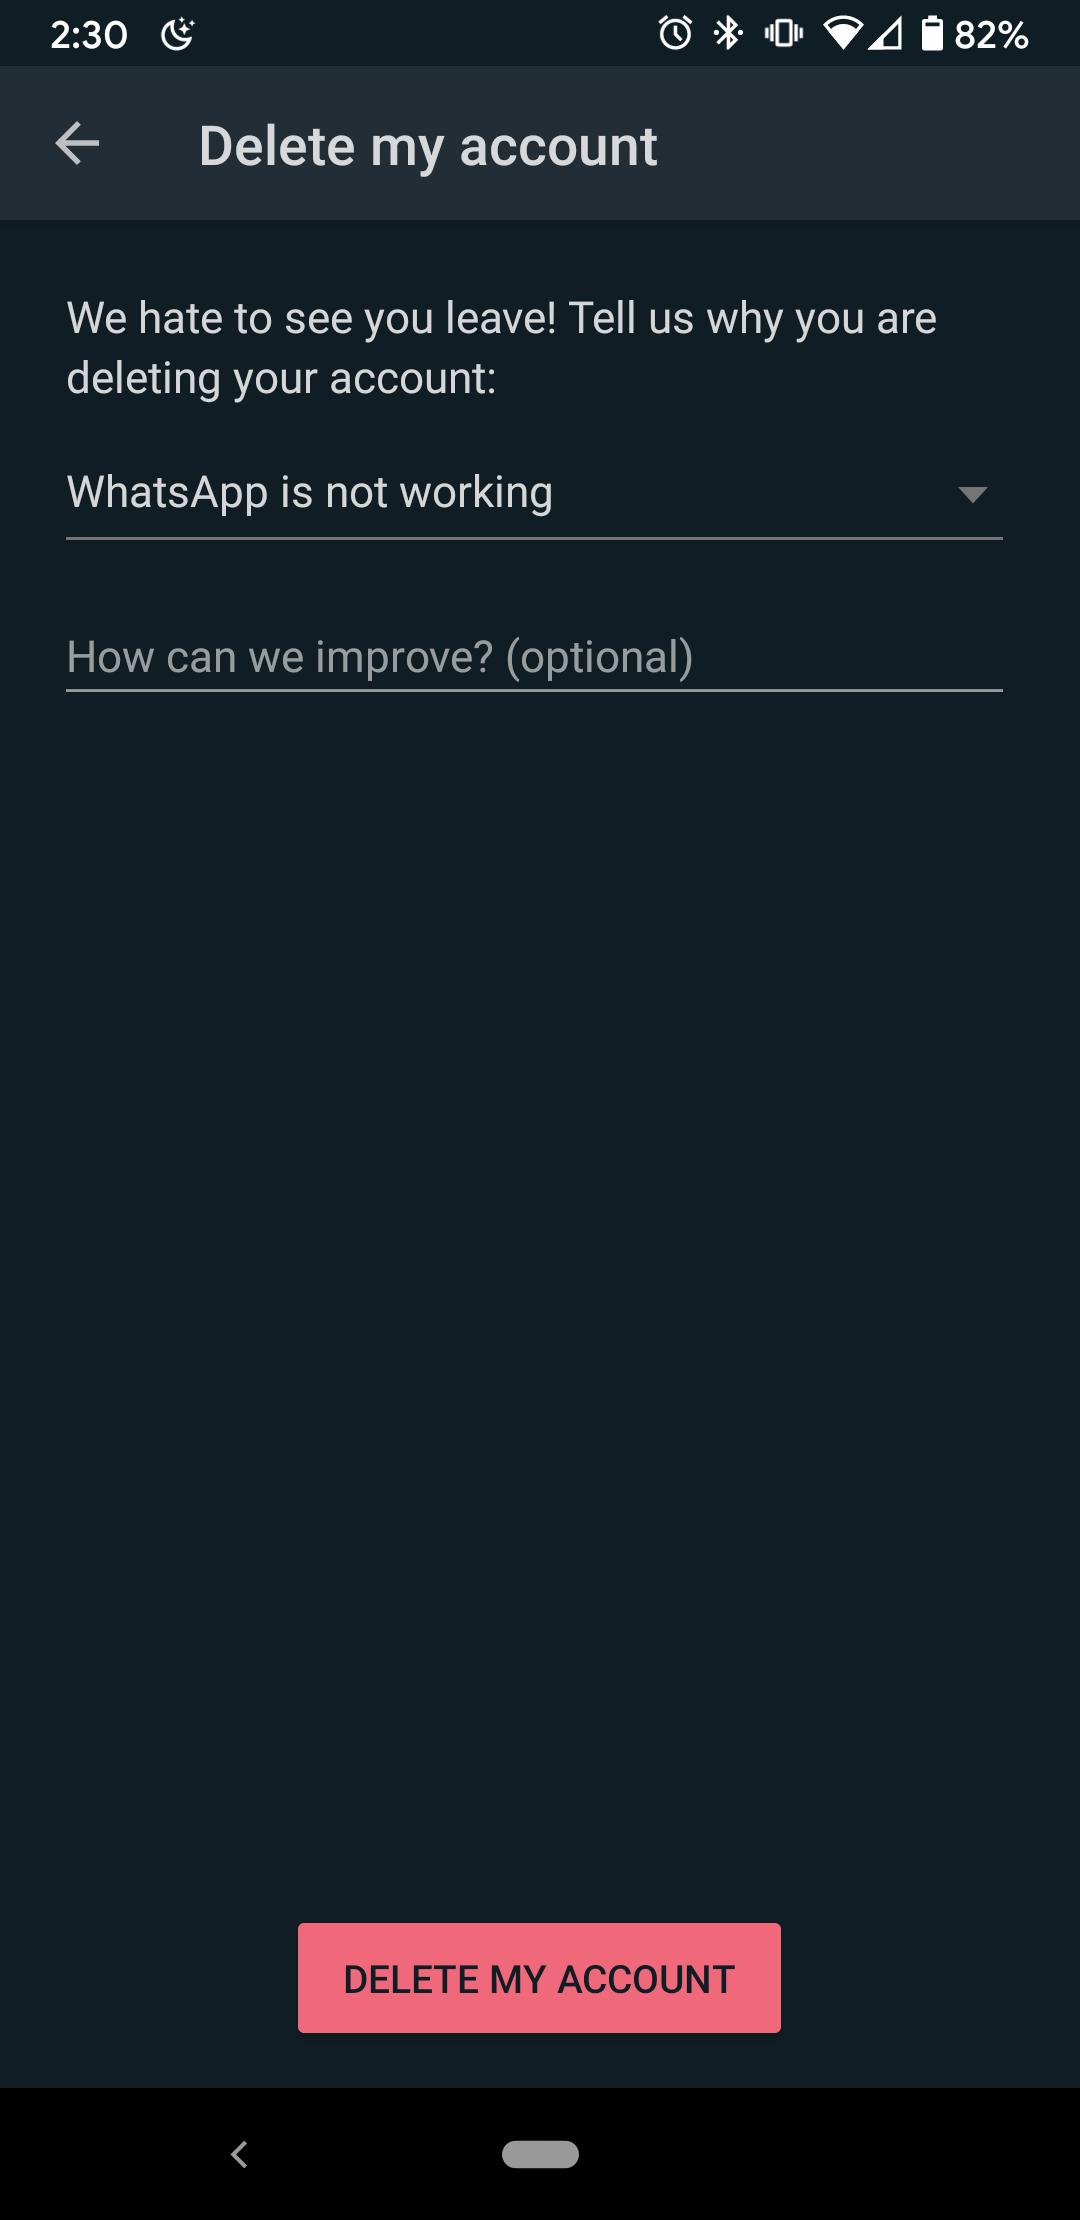 2:30
82%
Delete my account
We hate to see you leave! Tell us why you are
deleting your account:
WhatsApp is not working
How can we improve? (optional)
DELETE MY ACCOUNT